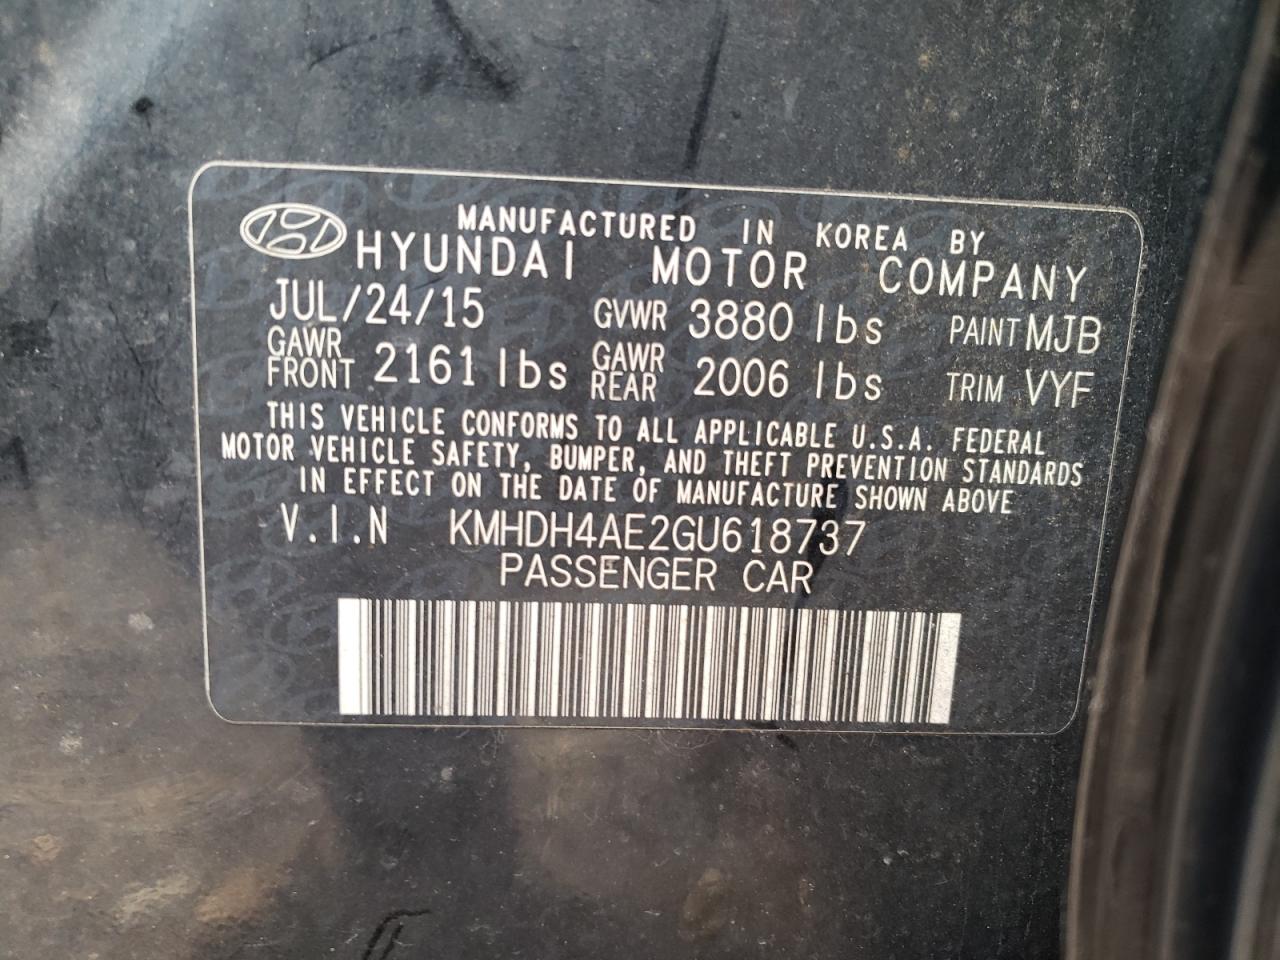 MANUFACTURED IN KOREA BY
HYUNDAI MOTOR COMPANY
JUL/24/15 GVWR 3880 lbs PAINT MJB
GAWR FRONT 2161 lbs GAWR REAR 2006 lbs TRIM VYF
THIS VEHICLE CONFORMS TO ALL APPLICABLE U.S.A. FEDERAL
MOTOR VEHICLE SAFETY, BUMPER, AND THEFT PREVENTION STANDARDS
IN EFFECT ON THE DATE OF MANUFACTURE SHOWN ABOVE
V.I.N KMHDH4AE2GU618737
PASSENGER CAR